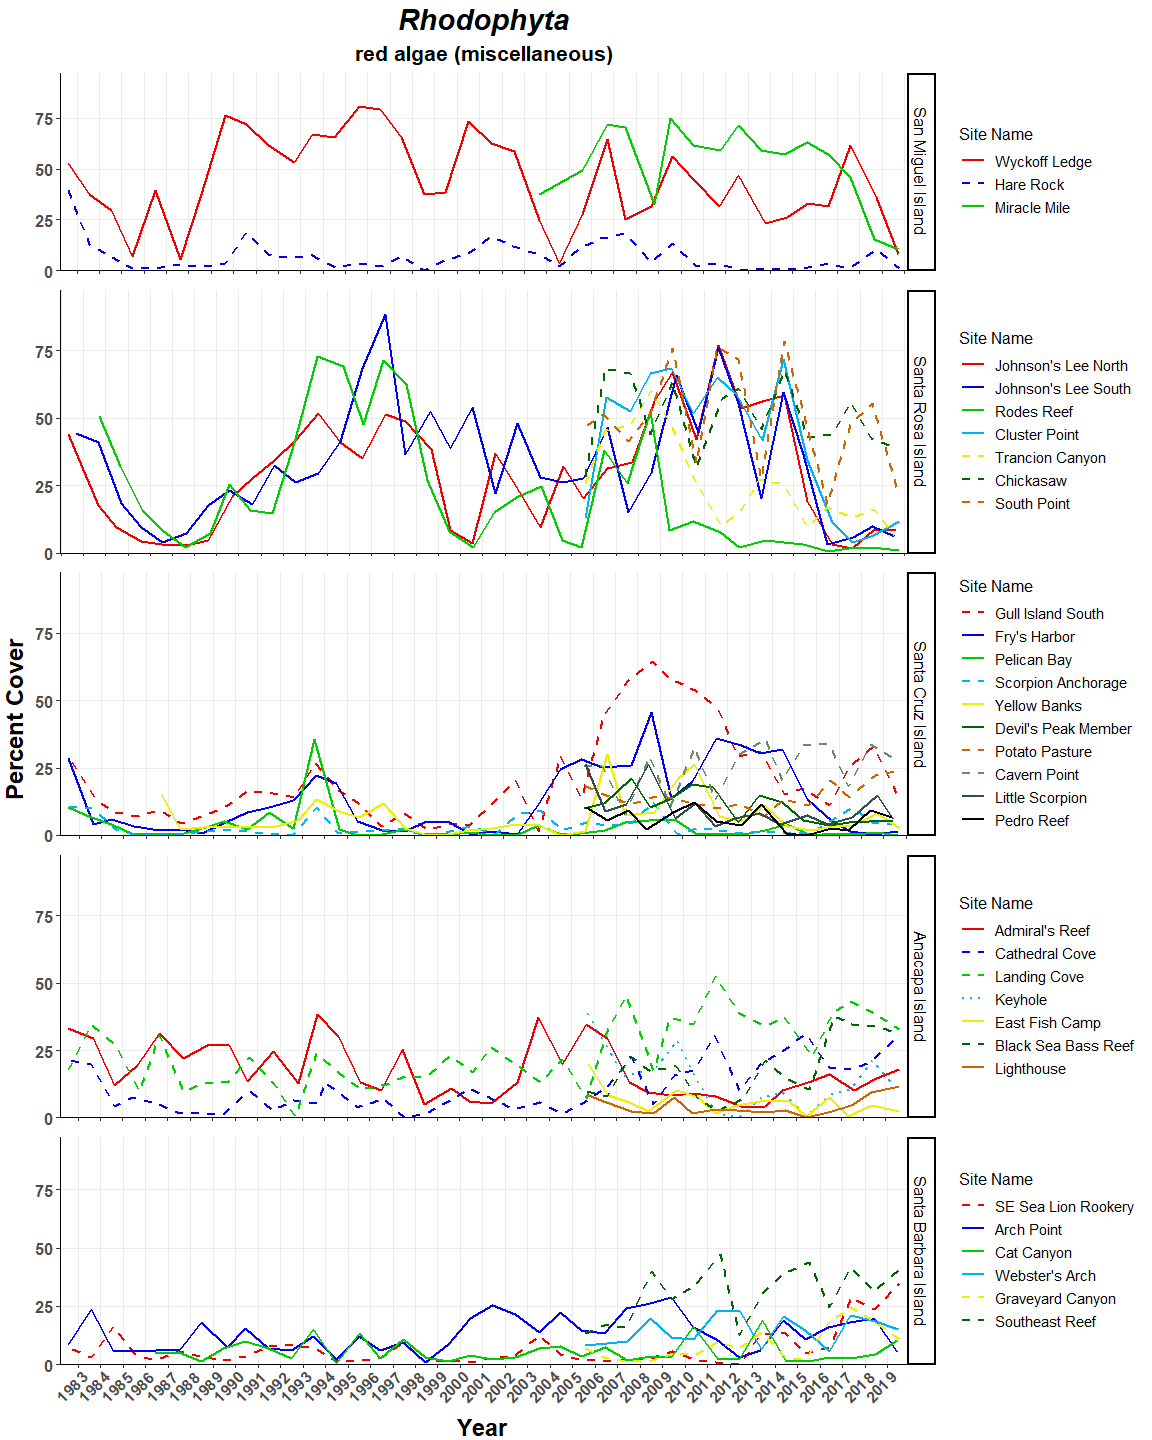 Rhodophyta
red algae (miscellaneous)
Percent Cover
75
50
25
0
San Miguel Island
Site Name
Wyckoff Ledge
Hare Rock
Miracle Mile
75
50
25
0
Santa Rosa Island
Site Name
Johnson's Lee North
Johnson's Lee South
Rodes Reef
Cluster Point
Trancion Canyon
Chickasaw
South Point
75
50
25
0
Santa Cruz Island
Site Name
Gull Island South
Fry's Harbor
Pelican Bay
Scorpion Anchorage
Yellow Banks
Devil's Peak Member
Potato Pasture
Cavern Point
Little Scorpion
Pedro Reef
75
50
25
0
Anacapa Island
Site Name
Admiral's Reef
Cathedral Cove
Landing Cove
Keyhole
East Fish Camp
Black Sea Bass Reef
Lighthouse
75
50
25
0
Santa Barbara Island
Site Name
SE Sea Lion Rookery
Arch Point
Cat Canyon
Webster's Arch
Graveyard Canyon
Southeast Reef
1983 1984 1985 1986 1987 1988 1989 1990 1991 1992 1993 1994 1995 1996 1997 1998 1999 2000 2001 2002 2003 2004 2005 2006 2007 2008 2009 2010 2011 2012 2013 2014 2015 2016 2017 2018 2019
Year